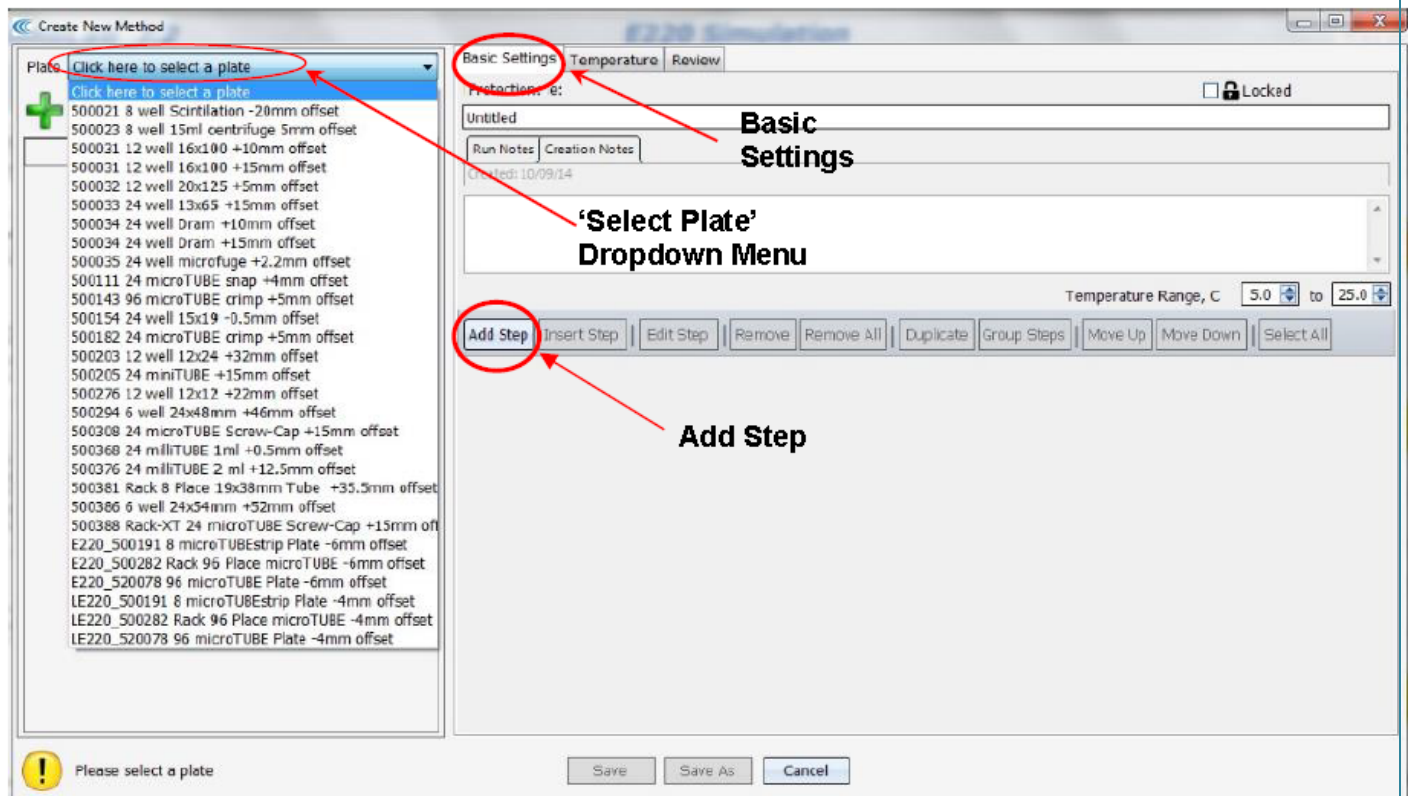 Create New Method
E220 Simulation
Plate Click here to select a plate
Click here to select a plate
500021 8 well Scintilation -20mm offset
500023 8 well 15ml centrifuge 5mm offset
500031 12 well 16x100 +10mm offset
500031 12 well 16x100 +15mm offset
500032 12 well 20x125 +5mm offset
500033 24 well 13x65 +15mm offset
500034 24 well Dram +10mm offset
500034 24 well Dram +15mm offset
500035 24 well microfuge +2.2mm offset
500111 24 microTUBE snap +4mm offset
500143 96 microTUBE crimp +5mm offset
500154 24 well 15x19 -0.5mm offset
500182 24 microTUBE crimp +5mm offset
500203 12 well 12x24 +32mm offset
500205 24 miniTUBE +15mm offset
500276 12 well 12x12 +22mm offset
500294 6 well 24x48mm +46mm offset
500308 24 microTUBE Screw-Cap +15mm offset
500368 24 milliTUBE 1ml +0.5mm offset
500376 24 milliTUBE 2 ml +12.5mm offset
500381 Rack 8 Place 19x38mm Tube +35.5mm offset
500386 6 well 24x54mm +52mm offset
500388 Rack-XT 24 microTUBE Screw-Cap +15mm off
E220_500191 8 microTUBEstrip Plate -6mm offset
E220_500282 Rack 96 Place microTUBE -6mm offset
E220_520078 96 microTUBE Plate -6mm offset
LE220_500191 8 microTUBEstrip Plate -4mm offset
LE220_500282 Rack 96 Place microTUBE -4mm offset
LE220_520078 96 microTUBE Plate -4mm offset
Basic Settings Temperature Review
e:
Locked
Untitled
Run Notes Creation Notes
Created: 10/09/14
Basic
Settings
'Select Plate'
Dropdown Menu
Temperature Range, C 5.0 to 25.0
Add Step Insert Step Edit Step Remove Remove All Duplicate Group Steps Move Up Move Down Select All
Add Step
Please select a plate
Save Save As Cancel